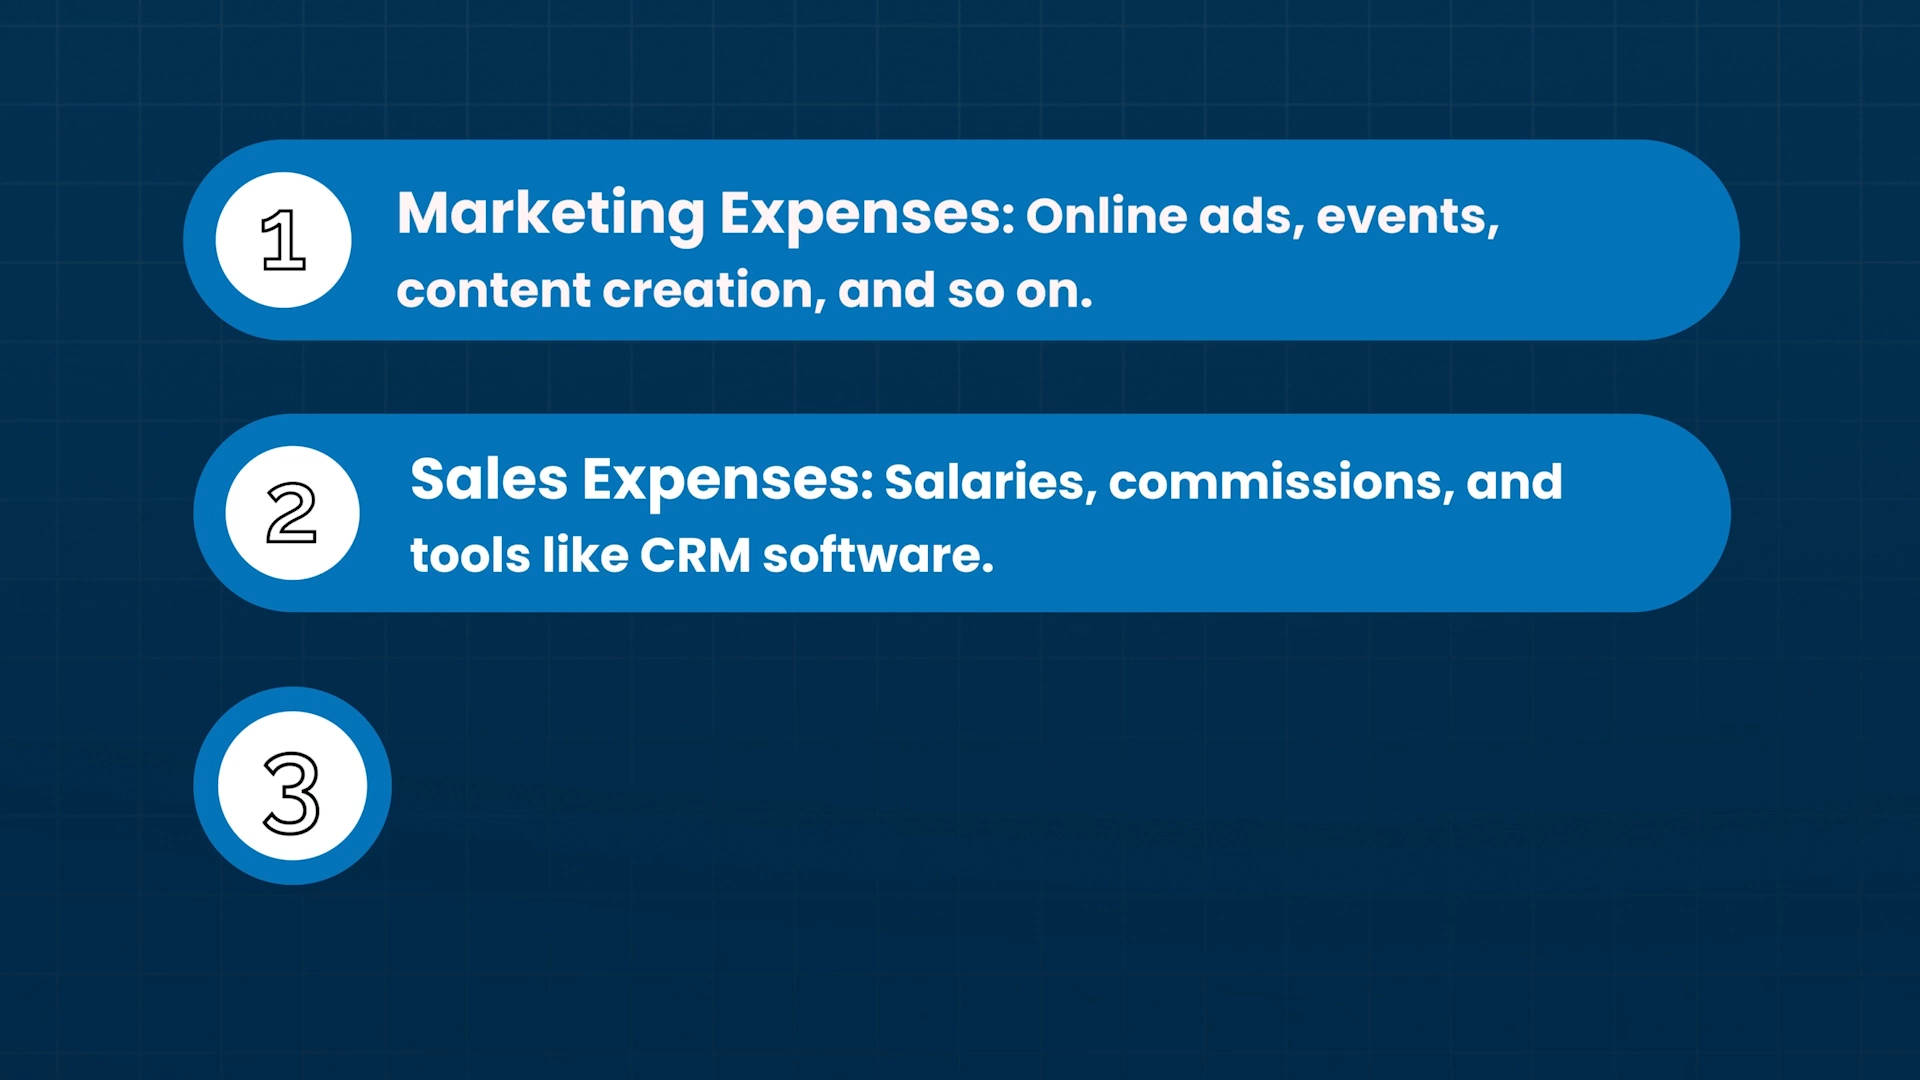 1
Marketing Expenses: Online ads, events,
content creation, and so on.
2
Sales Expenses: Salaries, commissions, and
tools like CRM software.
3